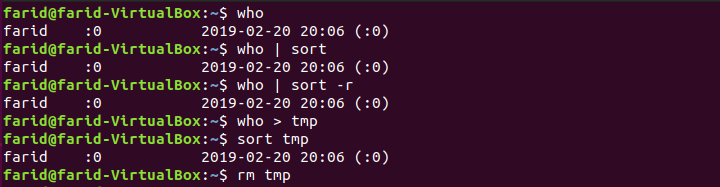 farid@farid-VirtualBox:~$ who
farid    :0           2019-02-20 20:06 (:0)
farid@farid-VirtualBox:~$ who | sort
farid    :0           2019-02-20 20:06 (:0)
farid@farid-VirtualBox:~$ who | sort -r
farid    :0           2019-02-20 20:06 (:0)
farid@farid-VirtualBox:~$ who > tmp
farid@farid-VirtualBox:~$ sort tmp
farid    :0           2019-02-20 20:06 (:0)
farid@farid-VirtualBox:~$ rm tmp